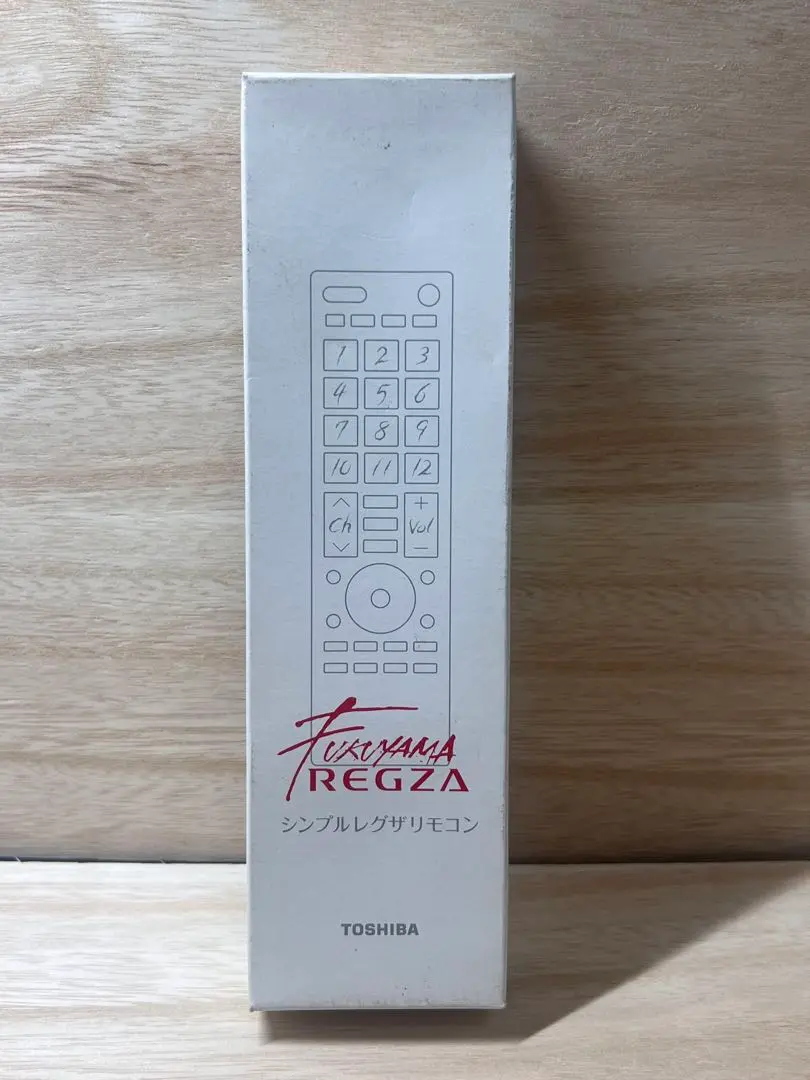 1 2 3
4 5 6
7 8 9
10 11 12
Ch + Vol -
FUKUYAMA
REGZA
シンプルレグザリモコン
TOSHIBA